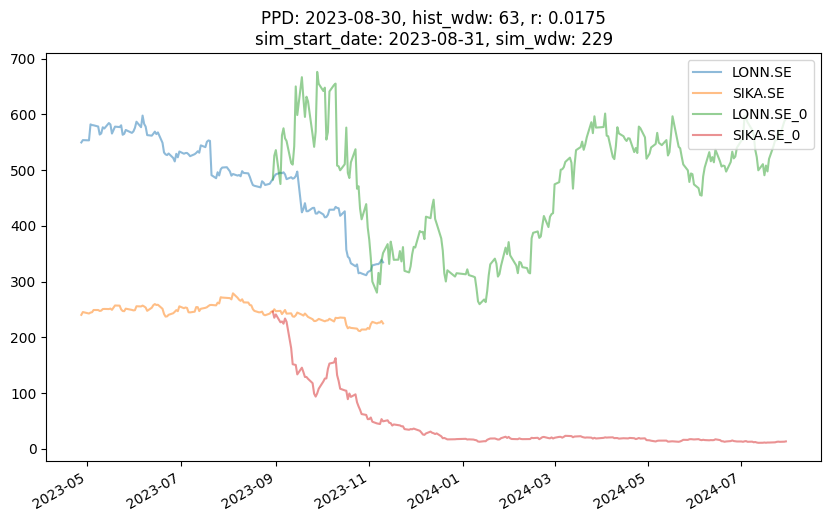 PPD: 2023-08-30, hist_wdw: 63, r: 0.0175
sim_start_date: 2023-08-31, sim_wdw: 229
LONN.SE
SIKA.SE
LONN.SE_0
SIKA.SE_0
700
600
500
400
300
200
100
0
2023-05
2023-07
2023-09
2023-11
2024-01
2024-03
2024-05
2024-07